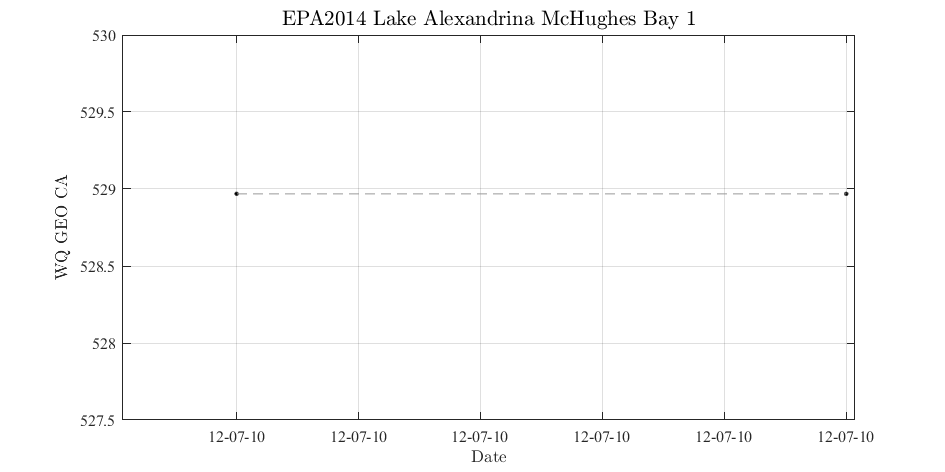 EPA2014 Lake Alexandrina McHughes Bay 1
530
529.5
529
528.5
528
527.5
WQ GEO CA
12-07-10 12-07-10 12-07-10 12-07-10 12-07-10 12-07-10
Date